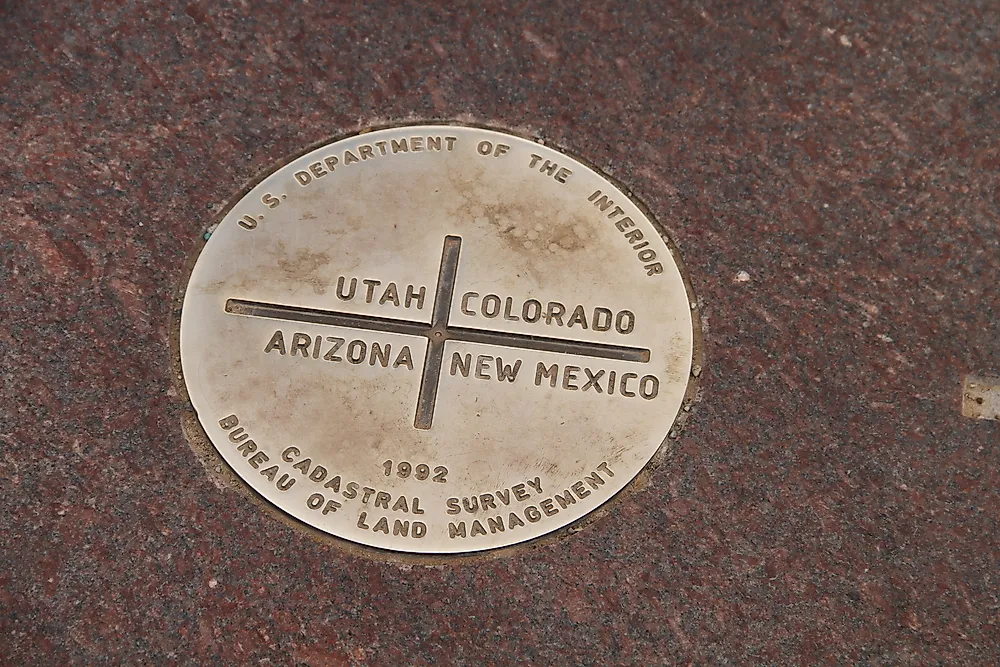 U. S. DEPARTMENT OF THE INTERIOR
UTAH COLORADO
ARIZONA NEW MEXICO
1992
CADASTRAL SURVEY
BUREAU OF LAND MANAGEMENT